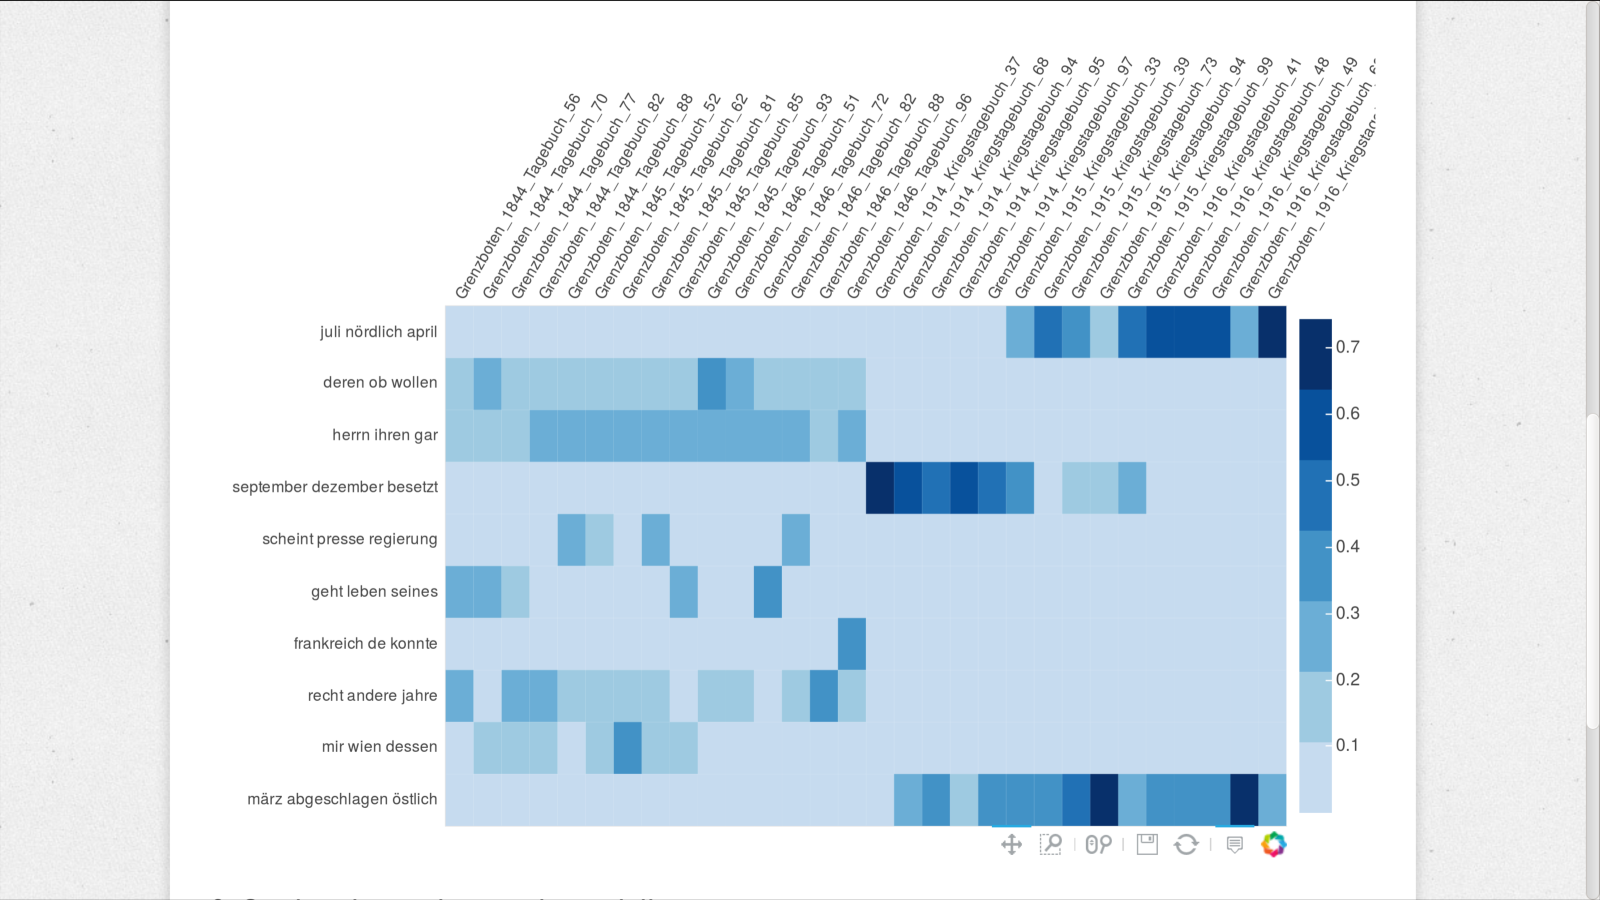 Grenzboten_1844_Tagebuch_56
Grenzboten_1844_Tagebuch_70
Grenzboten_1844_Tagebuch_77
Grenzboten_1844_Tagebuch_82
Grenzboten_1844_Tagebuch_88
Grenzboten_1845_Tagebuch_52
Grenzboten_1845_Tagebuch_62
Grenzboten_1845_Tagebuch_81
Grenzboten_1845_Tagebuch_85
Grenzboten_1845_Tagebuch_93
Grenzboten_1846_Tagebuch_51
Grenzboten_1846_Tagebuch_72
Grenzboten_1846_Tagebuch_82
Grenzboten_1846_Tagebuch_88
Grenzboten_1846_Tagebuch_96
Grenzboten_1914_Kriegstagebuch_37
Grenzboten_1914_Kriegstagebuch_68
Grenzboten_1914_Kriegstagebuch_94
Grenzboten_1914_Kriegstagebuch_95
Grenzboten_1914_Kriegstagebuch_97
Grenzboten_1915_Kriegstagebuch_33
Grenzboten_1915_Kriegstagebuch_39
Grenzboten_1915_Kriegstagebuch_73
Grenzboten_1915_Kriegstagebuch_94
Grenzboten_1915_Kriegstagebuch_99
Grenzboten_1916_Kriegstagebuch_41
Grenzboten_1916_Kriegstagebuch_48
Grenzboten_1916_Kriegstagebuch_49
Grenzboten_1916_Kriegstagebuch_6
Grenzboten_1916_Kriegstag
juli nördlich april
deren ob wollen
herrn ihren gar
september dezember besetzt
scheint presse regierung
geht leben seines
frankreich de konnte
recht andere jahre
mir wien dessen
märz abgeschlagen östlich
0.7
0.6
0.5
0.4
0.3
0.2
0.1